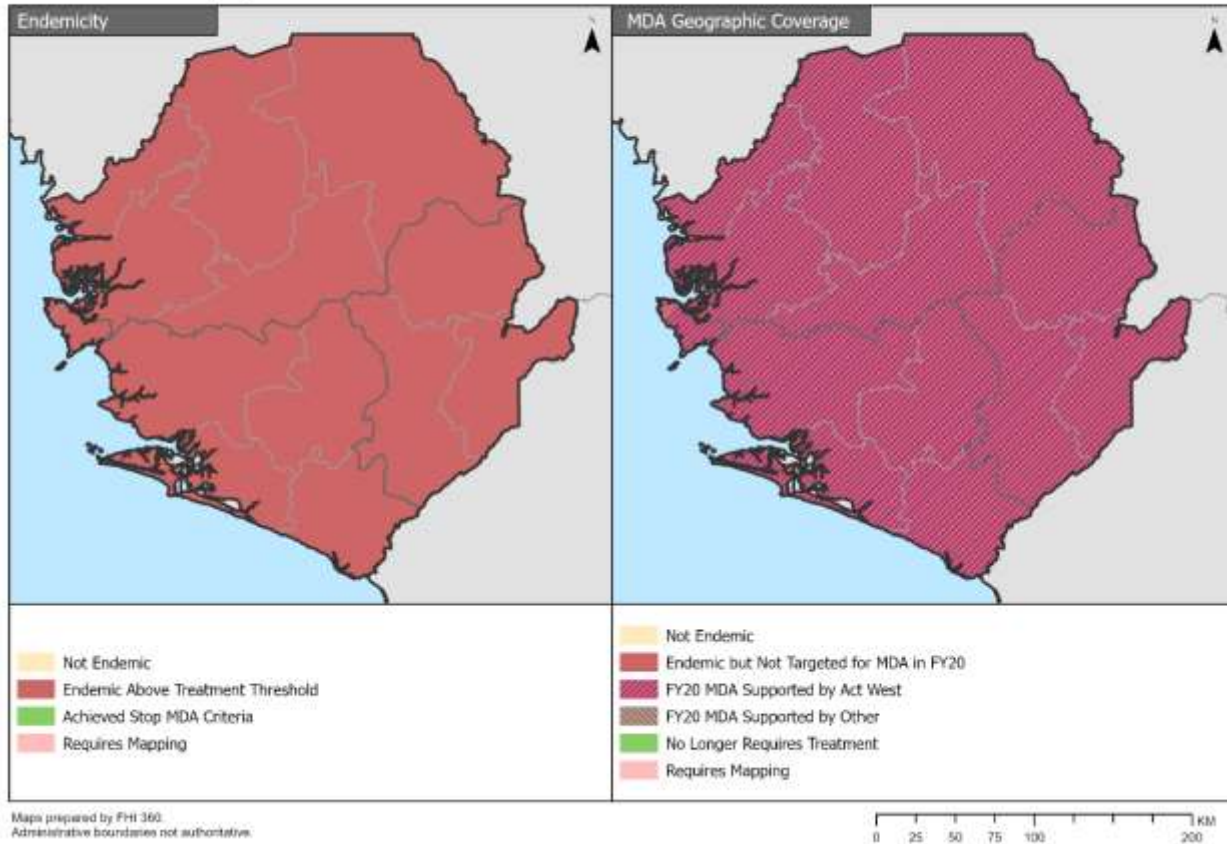 Endemicity
N
Not Endemic
Endemic Above Treatment Threshold
Achieved Stop MDA Criteria
Requires Mapping
MDA Geographic Coverage
N
Not Endemic
Endemic but Not Targeted for MDA in FY20
FY20 MDA Supported by Act West
FY20 MDA Supported by Other
No Longer Requires Treatment
Requires Mapping
Maps prepared by FHI 360.
Administrative boundaries not authoritative.
KM
0 25 50 75 100 200